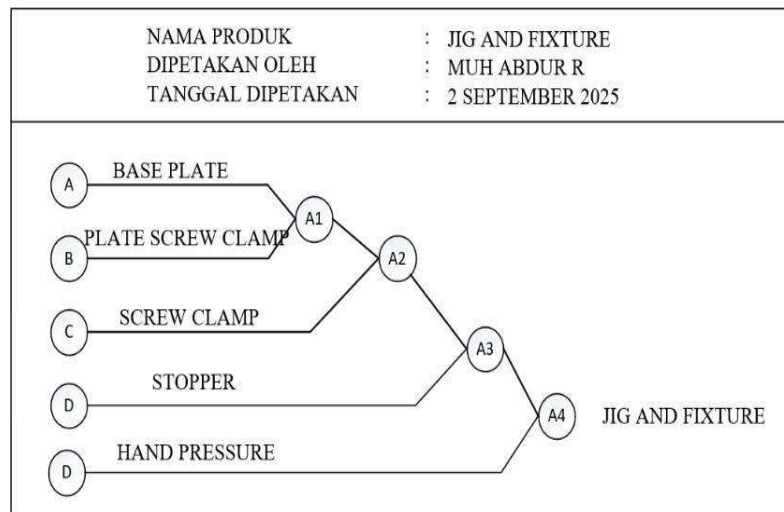 NAMA PRODUK : JIG AND FIXTURE
DIPETAKAN OLEH : MUH ABDUR R
TANGGAL DIPETAKAN : 2 SEPTEMBER 2025
A BASE PLATE
A1
B PLATE SCREW CLAMP
A2
C SCREW CLAMP
A3
D STOPPER
A4 JIG AND FIXTURE
D HAND PRESSURE